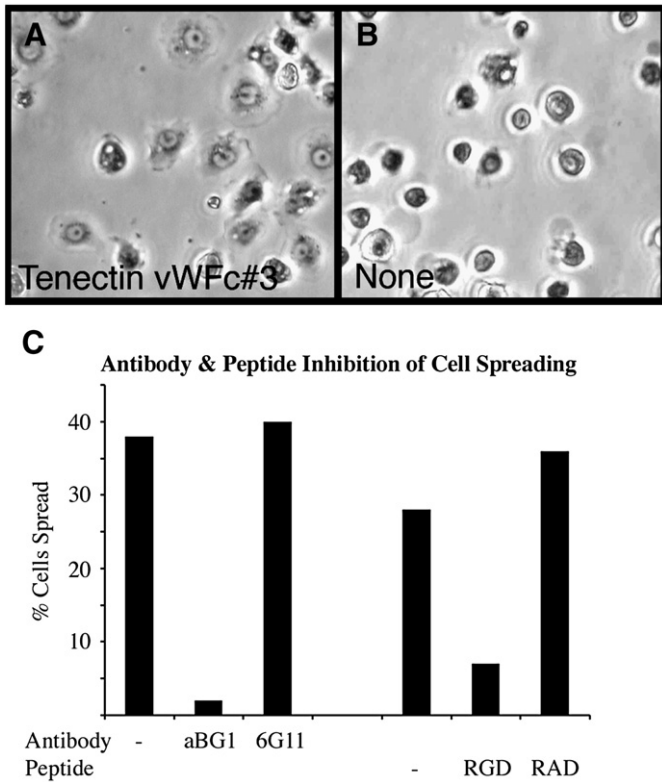 A
B
Tenectin vWFc#3
None
C
Antibody & Peptide Inhibition of Cell Spreading
% Cells Spread
40
30
20
10
Antibody - aBG1 6G11
Peptide - RGD RAD